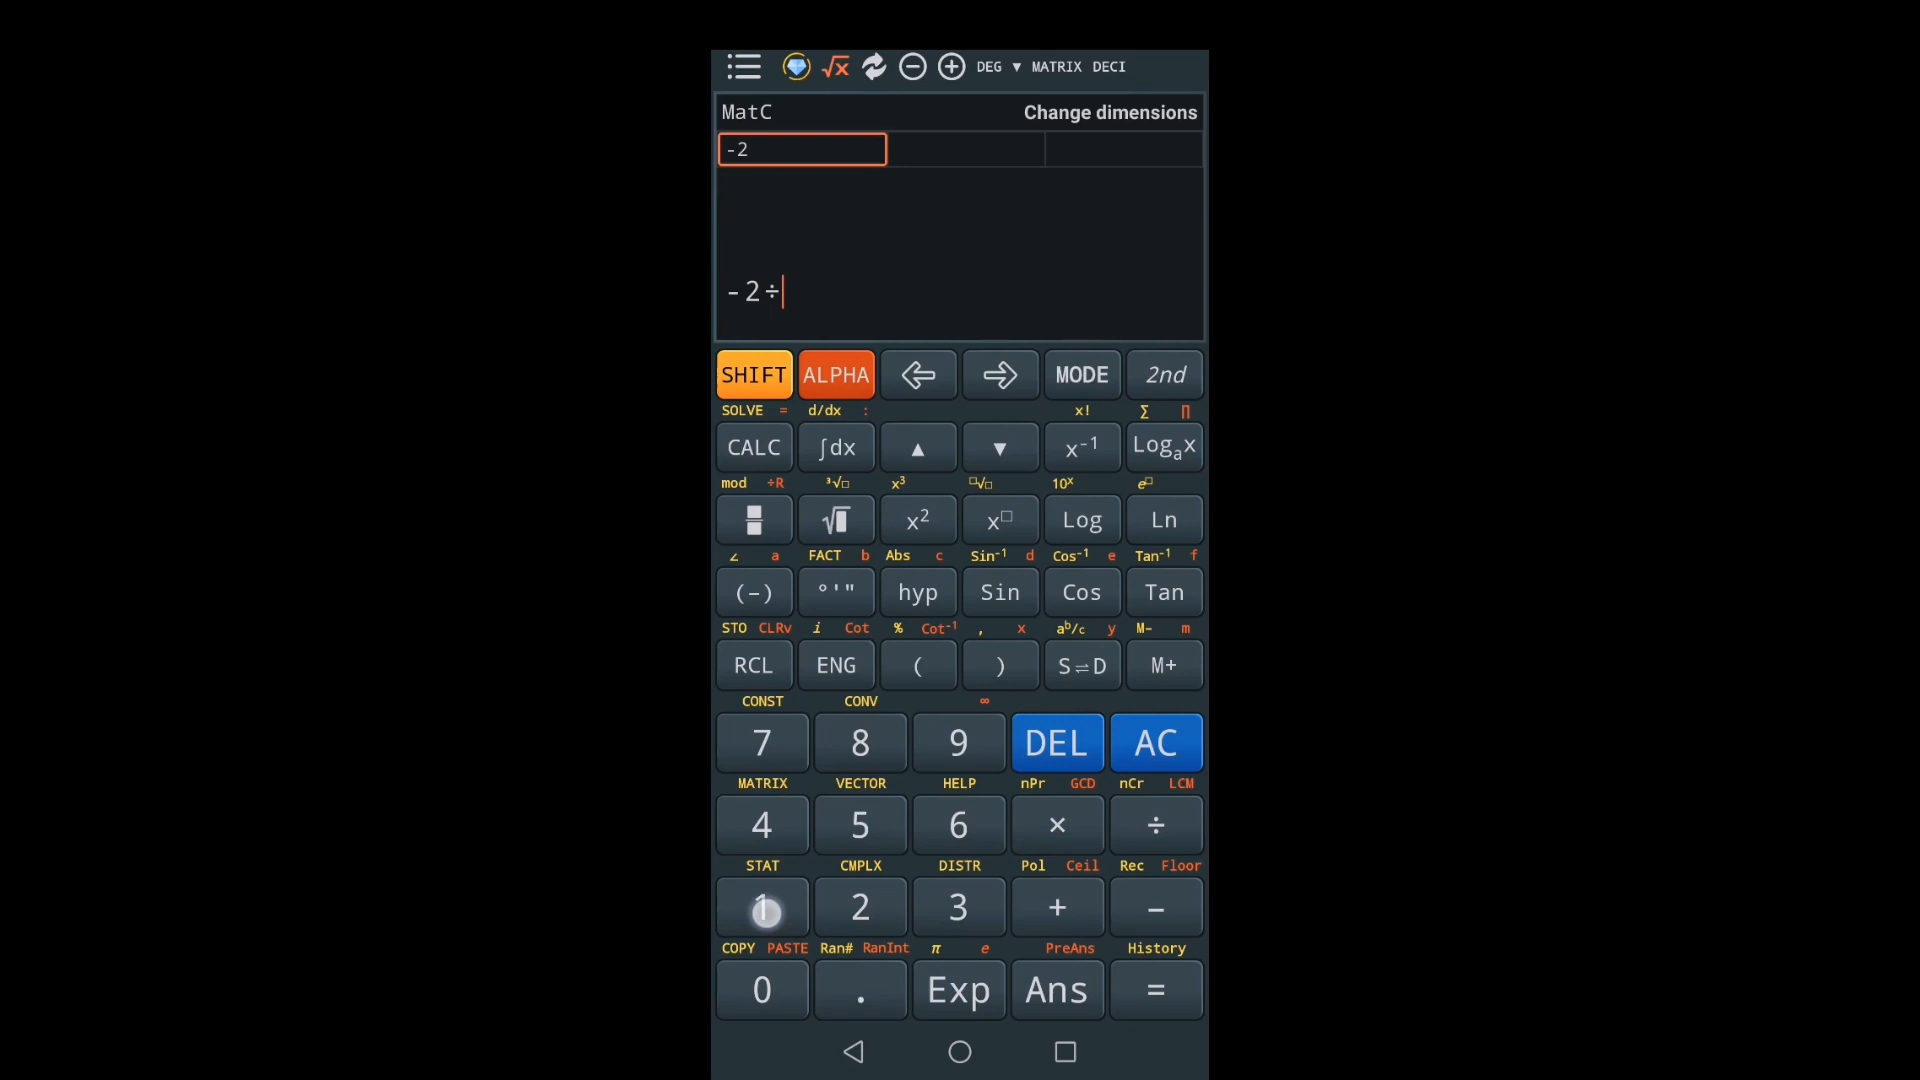 √x DEG ▼ MATRIX DECI
MatC Change dimensions
-2
-2÷
SHIFT ALPHA MODE 2nd
SOLVE = d/dx : x! ∑ ∏
CALC ∫dx ▲ ▼ x⁻¹ Logₐx
mod ÷R ³√□ x³ □√□ 10ˣ e□
√ x² x□ Log Ln
∠ a FACT b Abs c Sin⁻¹ d Cos⁻¹ e Tan⁻¹ f
(−) °'" hyp Sin Cos Tan
STO CLRv i Cot % Cot⁻¹ , x aᵇ/c y M− m
RCL ENG ( ) S⇌D M+
CONST CONV ∞
7 8 9 DEL AC
MATRIX VECTOR HELP nPr GCD nCr LCM
4 5 6 × ÷
STAT CMPLX DISTR Pol Ceil Rec Floor
1 2 3 + −
COPY PASTE Ran# RanInt π e PreAns History
0 . Exp Ans =